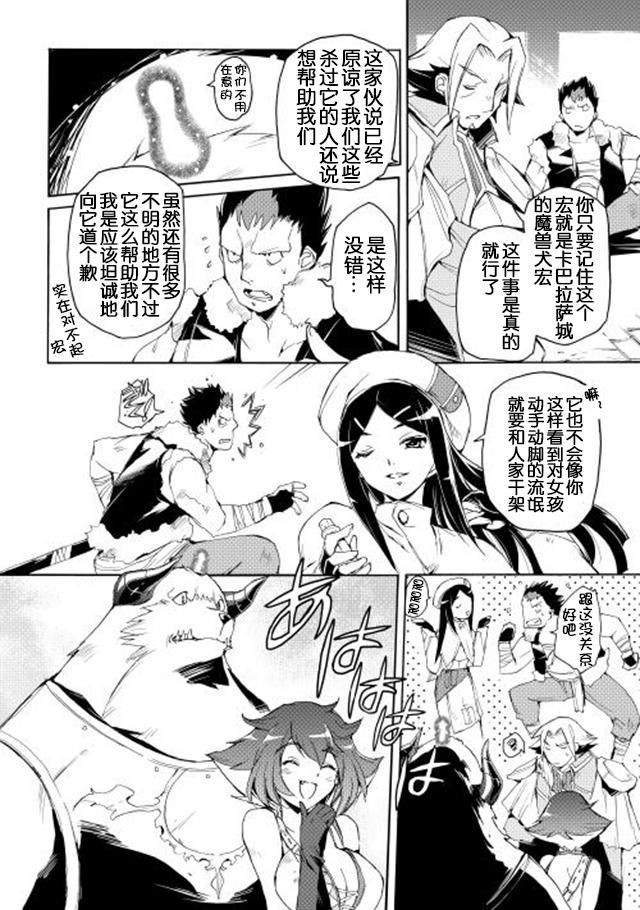 你只要记住这个
宏就是卡巴拉萨城
的魔兽犬宏
这件事是真的
就行了
这家伙说已经
原谅了我们这些
杀过它的人还说
想帮助我们
你们不用
在意的
是这样
没错…
虽然还有很多
不明的地方不过
它这么帮助我们
我是应该坦诚地
向它道个歉
实在对不起
宏
嘛~
它也不会像你
这样看到对女孩
动手动脚的流氓
就要和人家干架
跟这没关系
好吧
あはははは